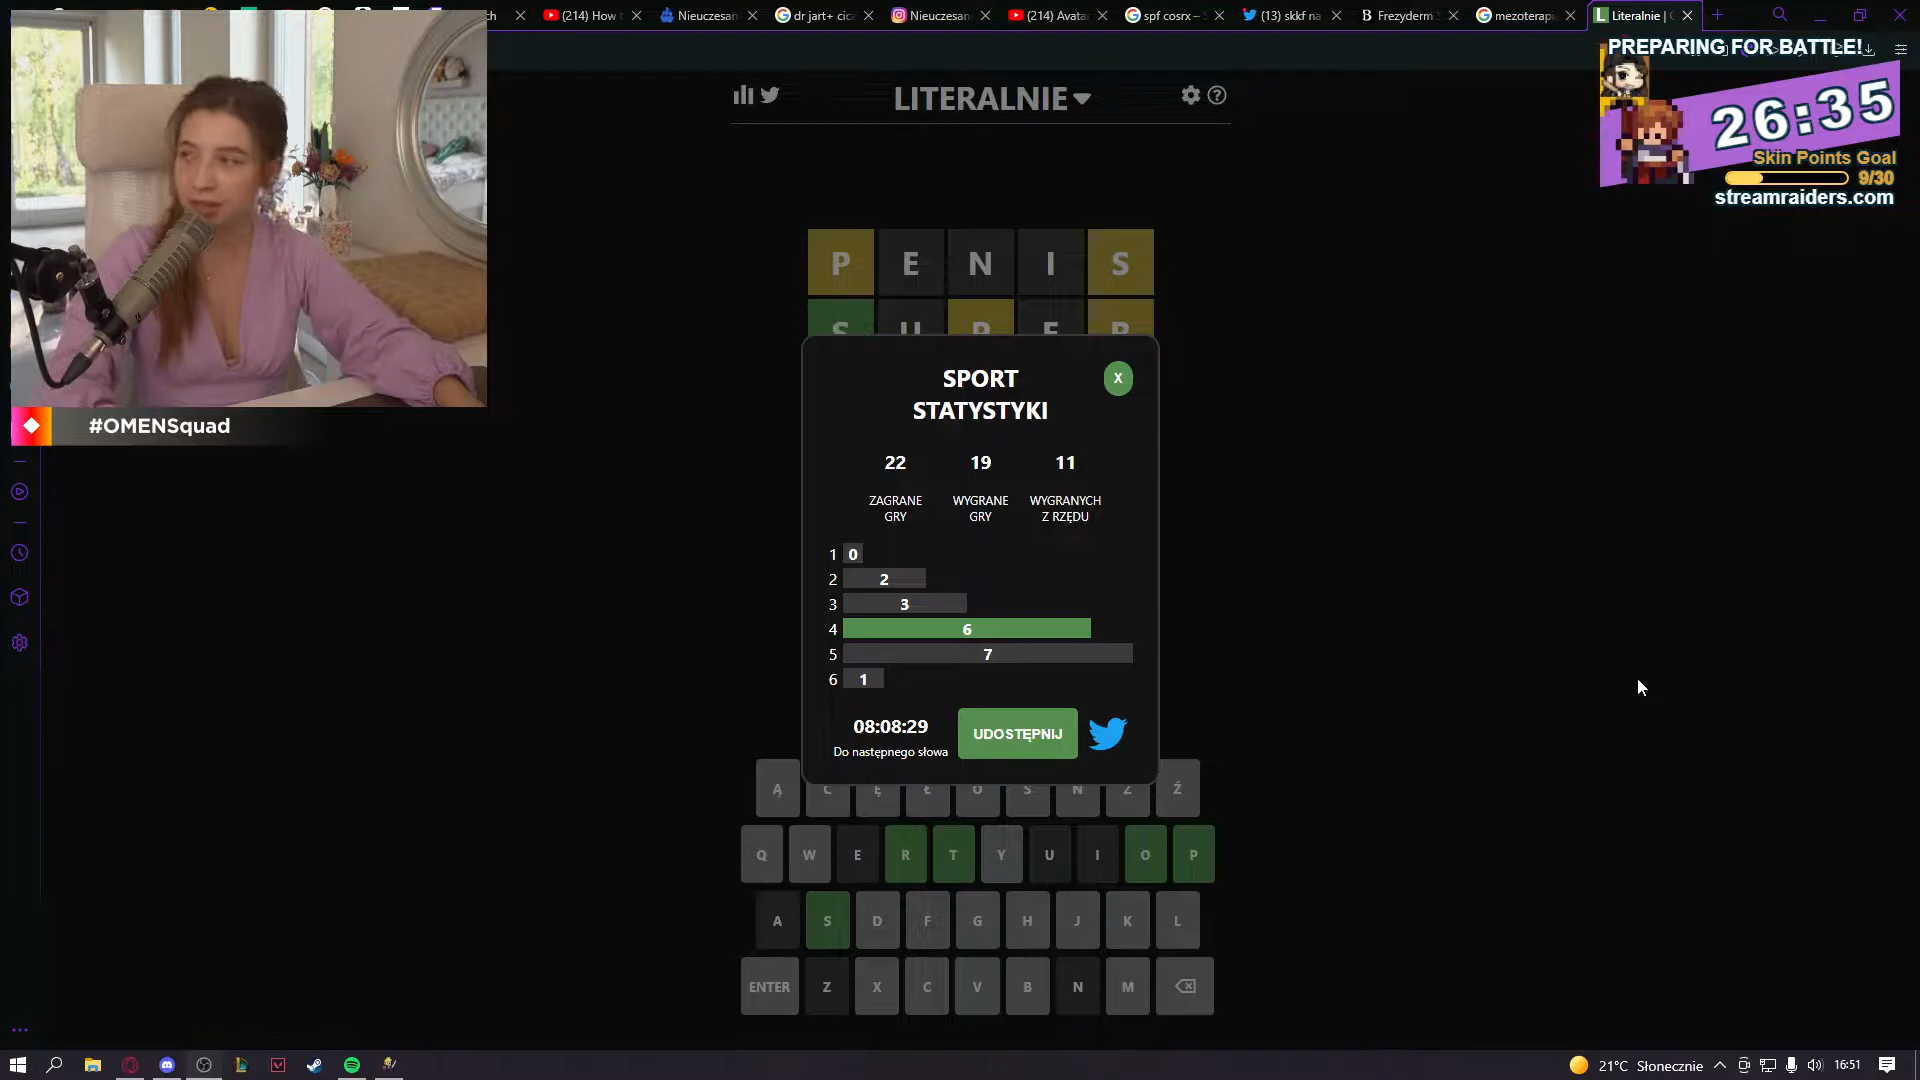 ch
(214) How t
Nieuczesan
dr jart+ cica
Nieuczesan
(214) Avata
spf cosrx – S
(13) skkf na
Frezyderm S
mezoterapi
Literalnie | G
PREPARING FOR BATTLE!
26:35
Skin Points Goal
9/30
streamraiders.com
LITERALNIE
P E N I S
S U P E R
#OMENSquad
SPORT
X
STATYSTYKI
22 19 11
ZAGRANE GRY
WYGRANE GRY
WYGRANYCH Z RZĘDU
1 0
2 2
3 3
4 6
5 7
6 1
08:08:29
Do następnego słowa
UDOSTĘPNIJ
Ą Ć Ę Ł Ó Ś Ń Ż Ź
Q W E R T Y U I O P
A S D F G H J K L
ENTER Z X C V B N M
21°C Słonecznie
16:51